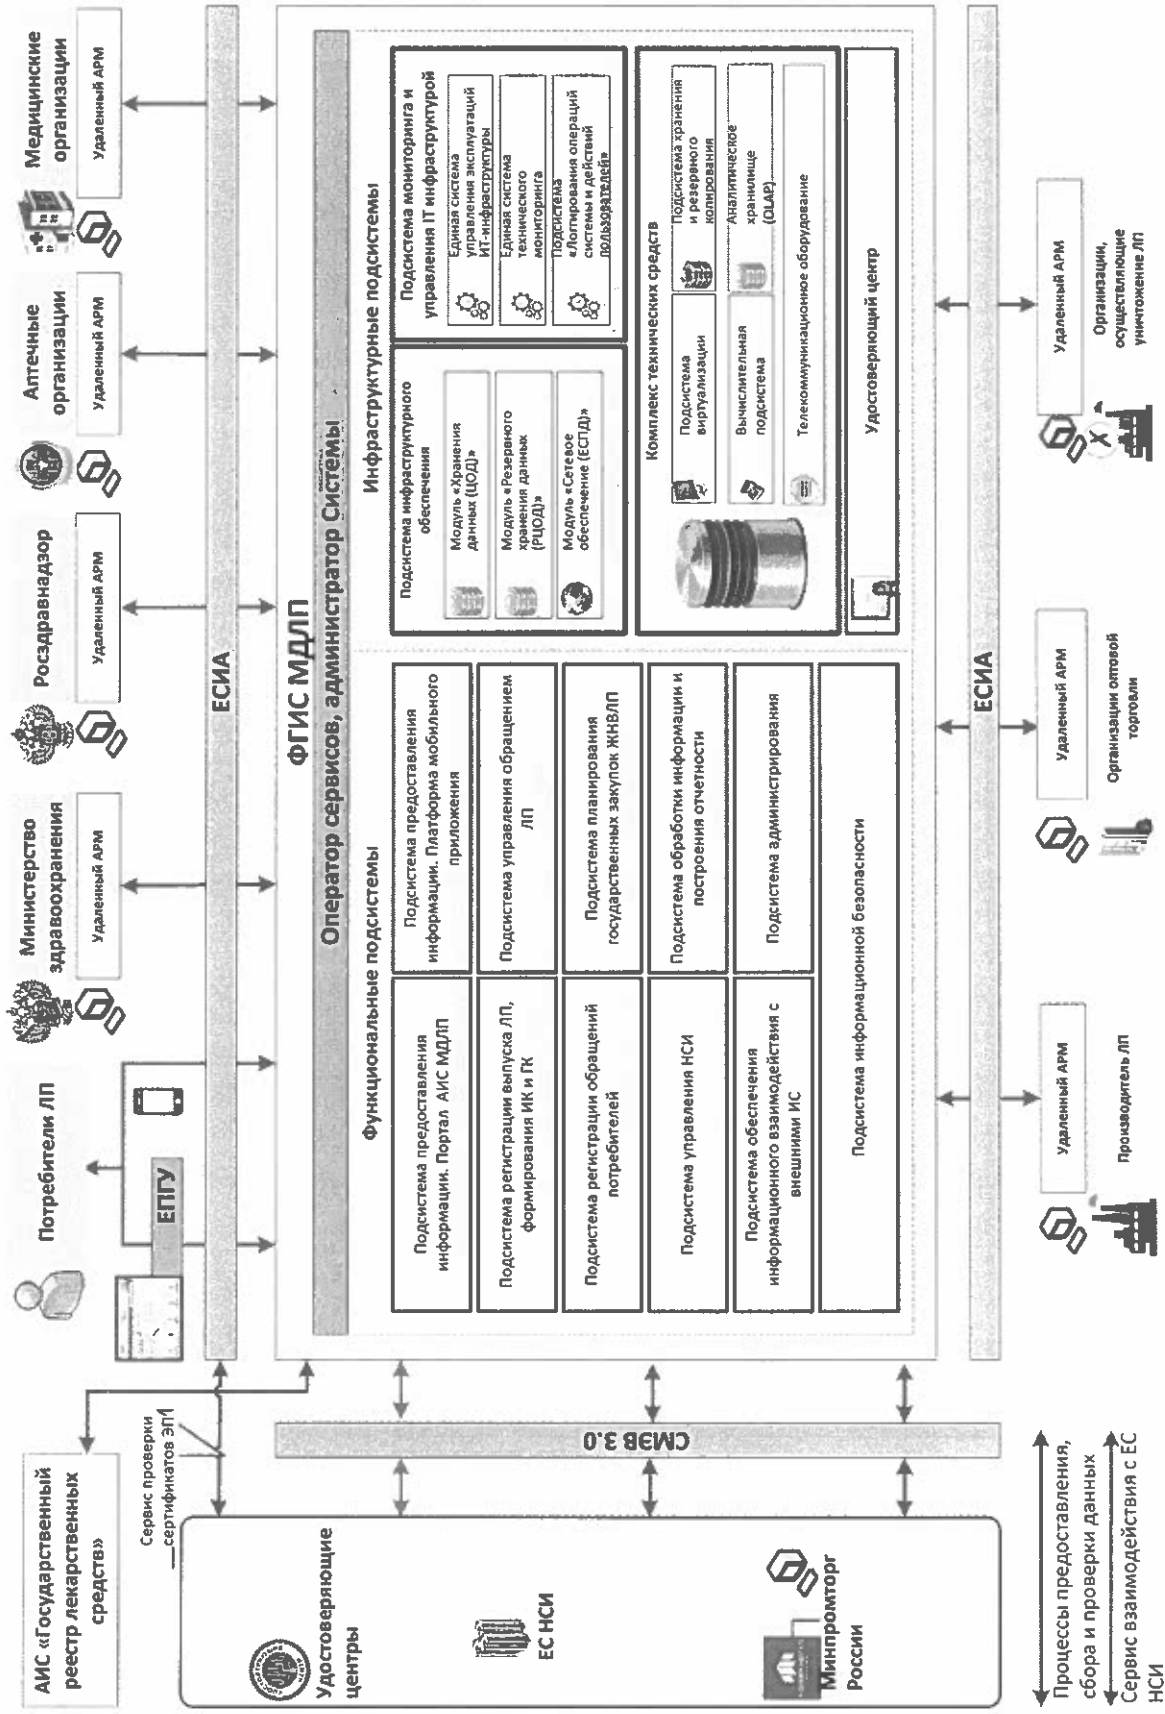 АИС «Государственный
реестр лекарственных
средств»
Сервис проверки
сертификатов ЭП
Потребители ЛП
ЕПГУ
Министерство
здравоохранения
Удаленный АРМ
Росздравнадзор
Удаленный АРМ
Аптечные
организации
Удаленный АРМ
Медицинские
организации
Удаленный АРМ
ЕСИА
ФГИС МДЛП
Оператор сервисов, администратор Системы
Функциональные подсистемы
Подсистема предоставления
информации. Портал АИС МДЛП
Подсистема предоставления
информации. Платформа мобильного
приложения
Подсистема регистрации выпуска ЛП,
формирования ИК и ГК
Подсистема управления обращением
ЛП
Подсистема регистрации обращений
потребителей
Подсистема планирования
государственных закупок ЖНВЛП
Подсистема управления НСИ
Подсистема обработки информации и
построения отчетности
Подсистема обеспечения
информационного взаимодействия с
внешними ИС
Подсистема администрирования
Подсистема информационной безопасности
Инфраструктурные подсистемы
Подсистема инфраструктурного
обеспечения
Модуль «Хранения
данных (ЦОД)»
Модуль «Резервного
хранения данных
(РЦОД)»
Модуль «Сетевое
обеспечение (ЕСПД)»
Подсистема мониторинга и
управления IT инфраструктурой
Единая система
управления эксплуатаций
ИТ-инфраструктуры
Единая система
технического
мониторинга
Подсистема
«Логгирования операций
системы и действий
пользователей»
Комплекс технических средств
Подсистема
виртуализации
Подсистема хранения
и резервного
копирования
Вычислительная
подсистема
Аналитическое
хранилище
(OLAP)
Телекоммуникационное оборудование
Удостоверяющий центр
СМЭВ 3.0
Удостоверяющие
центры
ЕС НСИ
Минпромторг
России
ЕСИА
Удаленный АРМ
Производитель ЛП
Удаленный АРМ
Организации оптовой
торговли
Удаленный АРМ
Организации,
осуществляющие
уничтожение ЛП
Процессы предоставления,
сбора и проверки данных
Сервис взаимодействия с ЕС
НСИ